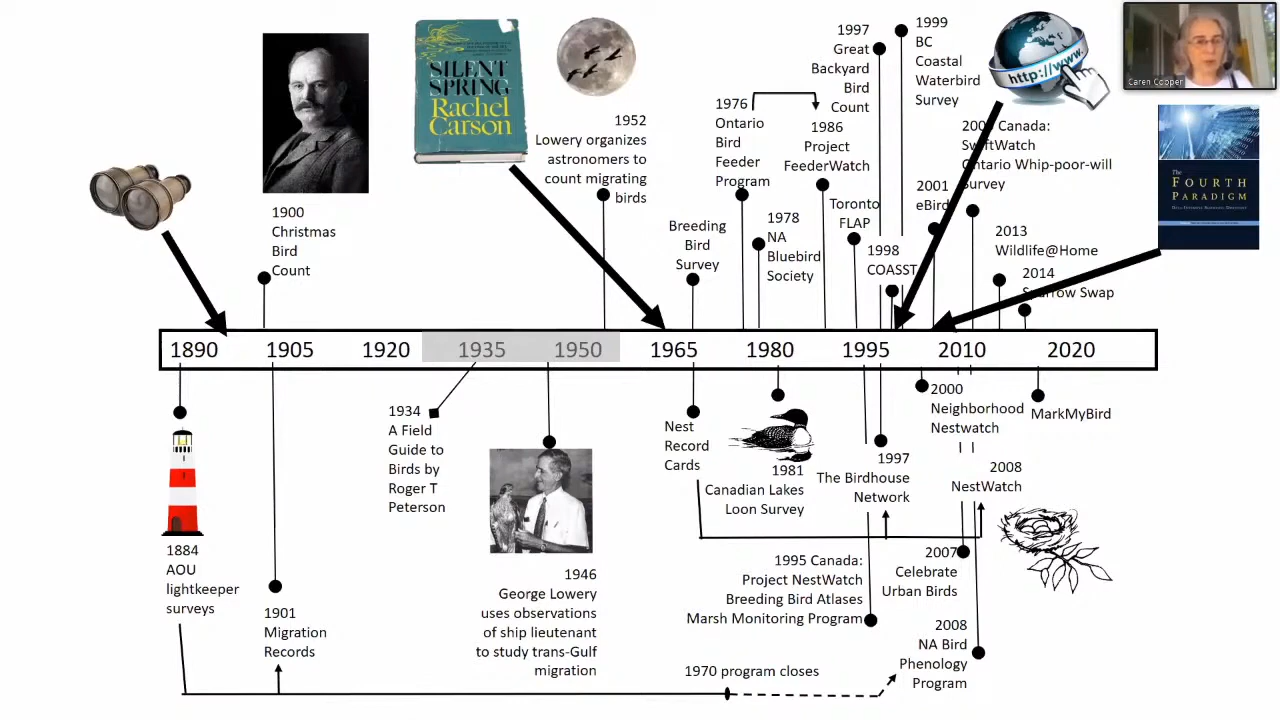 SILENT
SPRING
Rachel
Carson
1952
Lowery organizes
astronomers to
count migrating
birds
1976
Ontario
Bird
Feeder
Program
1986
Project
FeederWatch
1997
Great
Backyard
Bird
Count
1999
BC
Coastal
Waterbird
Survey
http://www.
Caren Cooper
The
FOURTH
PARADIGM
Canada:
SwiftWatch
Ontario Whip-poor-will
Survey
1900
Christmas
Bird
Count
Breeding
Bird
Survey
1978
NA
Bluebird
Society
Toronto
FLAP
1998
COASST
2001
eBird
2013
Wildlife@Home
2014
Sparrow Swap
1890 1905 1920 1935 1950 1965 1980 1995 2010 2020
1884
AOU
lightkeeper
surveys
1901
Migration
Records
1934
A Field
Guide to
Birds by
Roger T
Peterson
1946
George Lowery
uses observations
of ship lieutenant
to study trans-Gulf
migration
Nest
Record
Cards
1981
Canadian Lakes
Loon Survey
1997
The Birdhouse
Network
2000
Neighborhood
Nestwatch
MarkMyBird
2008
NestWatch
1995 Canada:
Project NestWatch
Breeding Bird Atlases
Marsh Monitoring Program
2007
Celebrate
Urban Birds
2008
NA Bird
Phenology
Program
1970 program closes